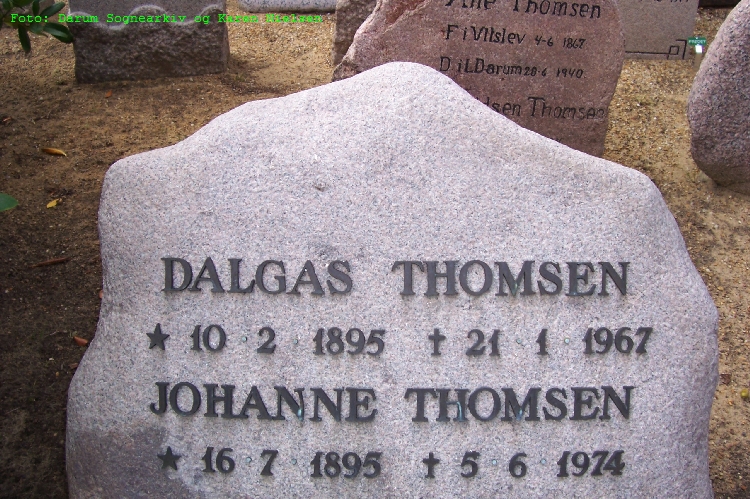 Foto: Darum Sognearkiv og Karen Nielsen
Thomsen
F i Vilslev 4-6 1867
D i L Darum 28-6 1940
Thomsen
DALGAS THOMSEN
★ 10 · 2 · 1895 † 21 · 1 · 1967
JOHANNE THOMSEN
★ 16 · 7 · 1895 † 5 · 6 · 1974